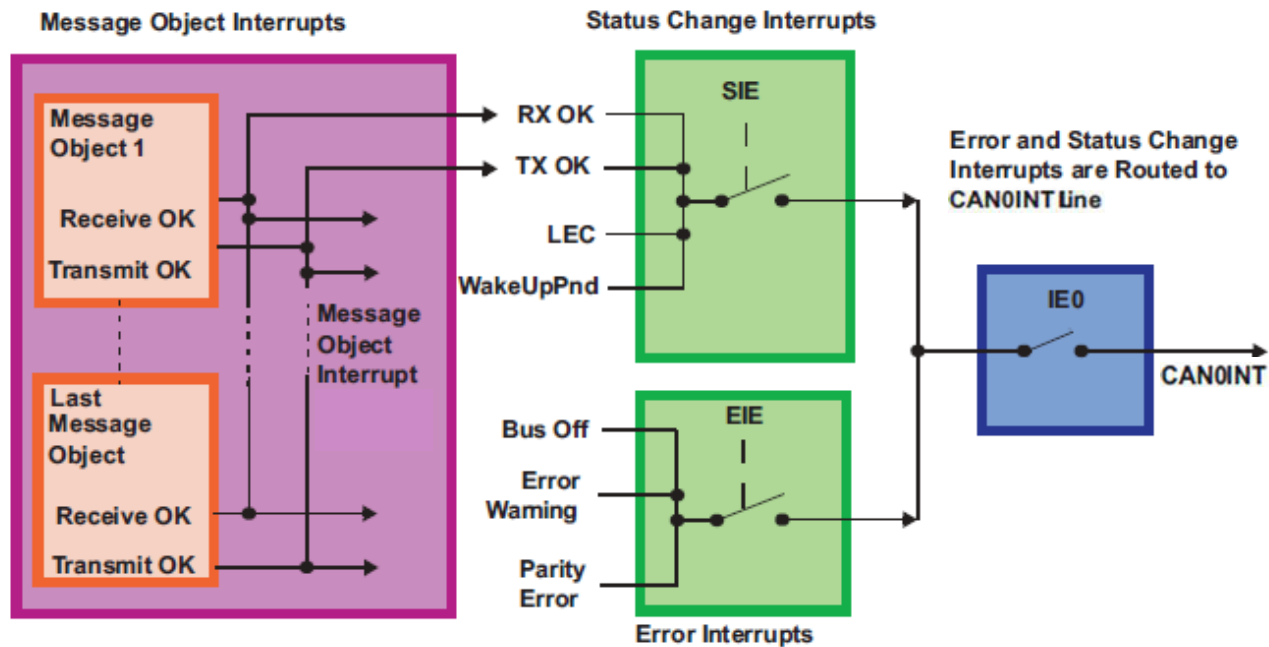 Message Object Interrupts
Status Change Interrupts
Message
Object 1
Receive OK
Transmit OK
Message
Object
Interrupt
Last
Message
Object
Receive OK
Transmit OK
RX OK
TX OK
LEC
WakeUpPnd
SIE
Bus Off
Error
Warning
Parity
Error
EIE
Error Interrupts
Error and Status Change
Interrupts are Routed to
CAN0INT Line
IE0
CAN0INT